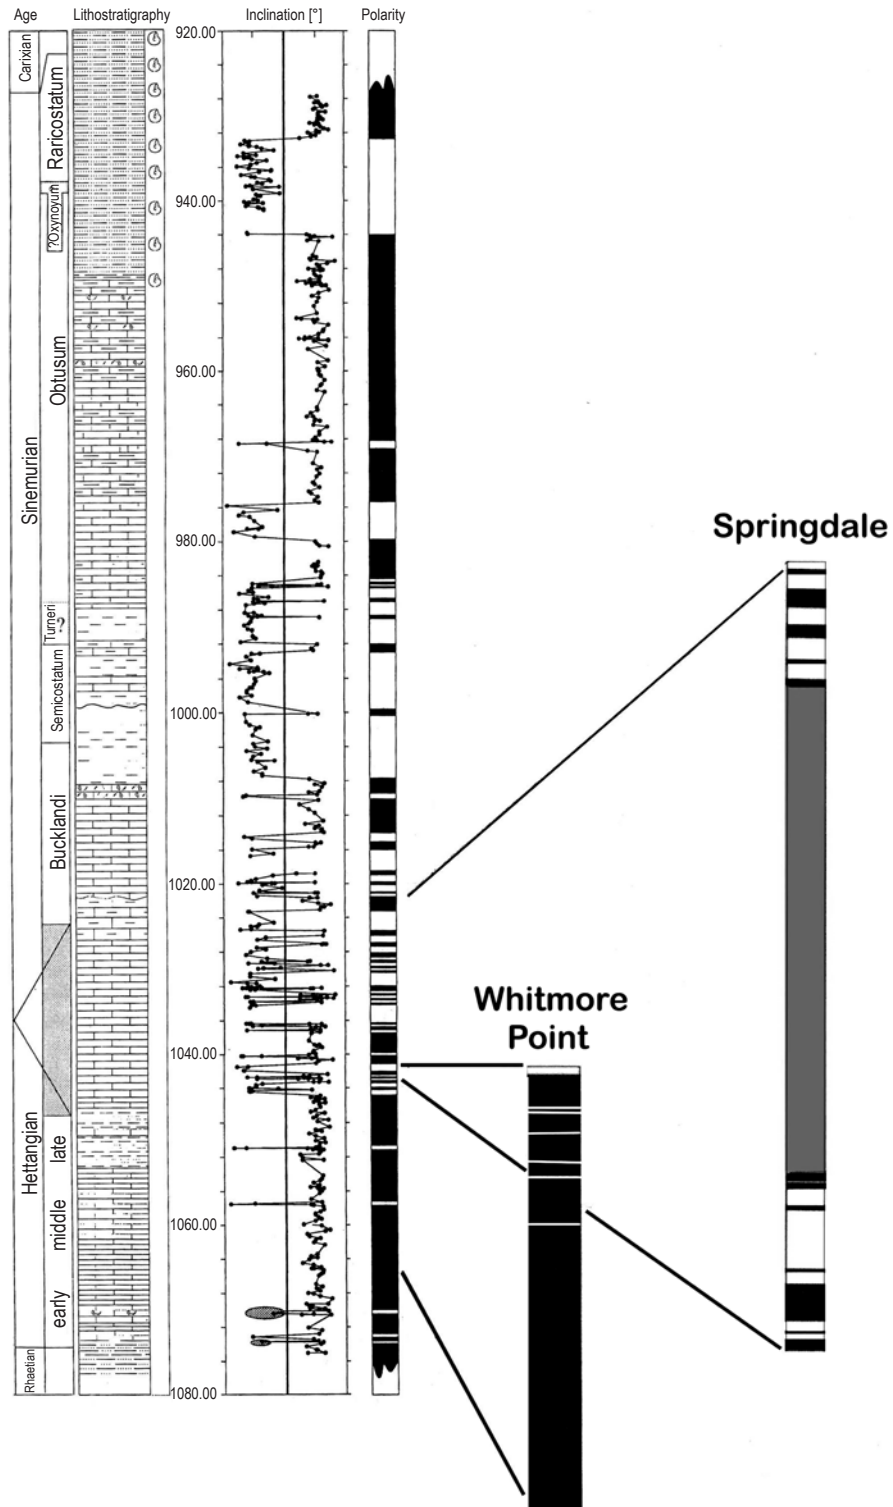 Age
Lithostratigraphy
Inclination [°]
Polarity
Carixian
Sinemurian
Hettangian
Rhaetian
Raricostatum
?Oxynoyum
Obtusum
Turneri
-?
Semicostatum
Bucklandi
late
middle
early
920.00
940.00
960.00
980.00
1000.00
1020.00
1040.00
1060.00
1080.00
Springdale
Whitmore
Point